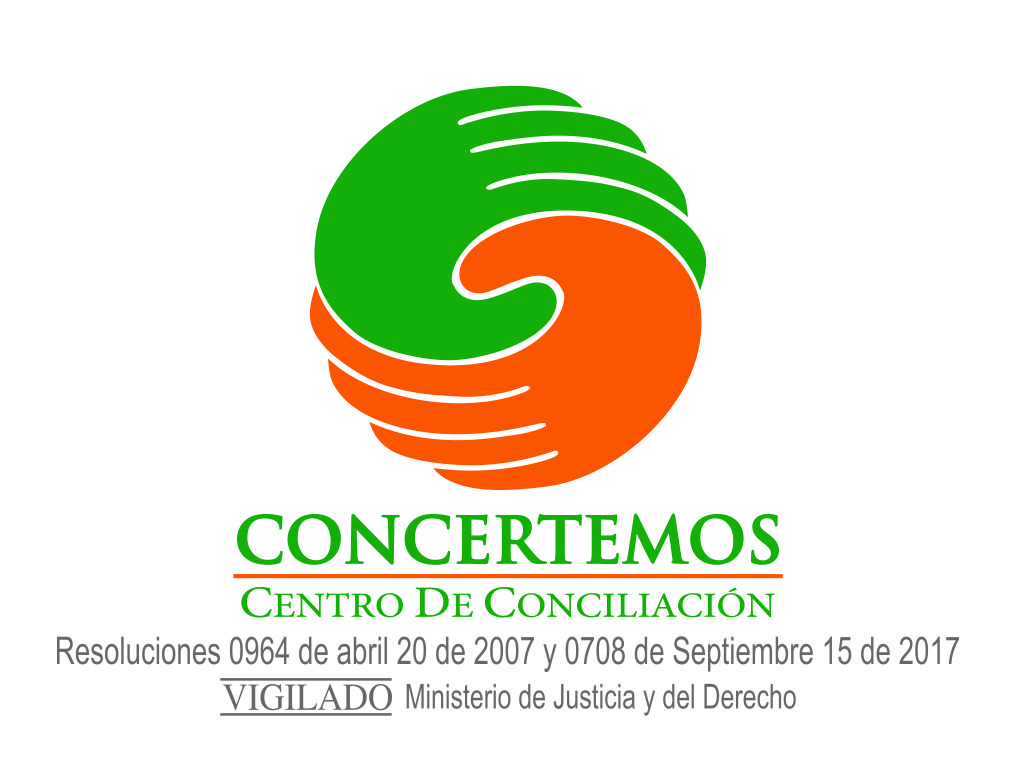 CONCERTEMOS
CENTRO DE CONCILIACIÓN
Resoluciones 0964 de abril 20 de 2007 y 0708 de Septiembre 15 de 2017
VIGILADO Ministerio de Justicia y del Derecho